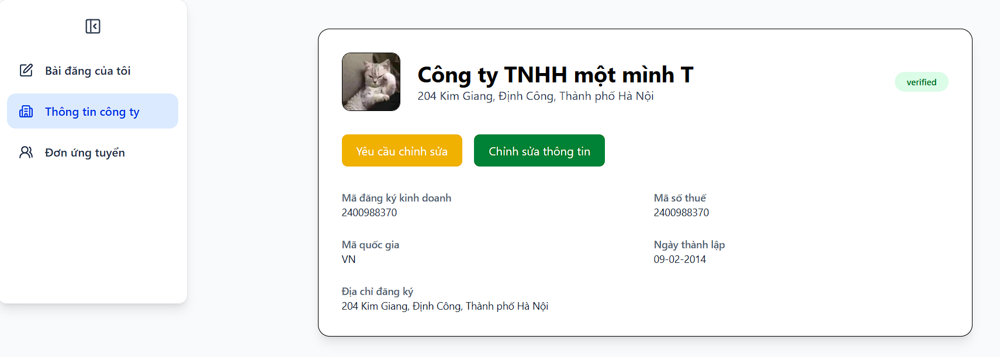 Bài đăng của tôi
Thông tin công ty
Đơn ứng tuyển
Công ty TNHH một mình T
204 Kim Giang, Định Công, Thành phố Hà Nội
verified
Yêu cầu chỉnh sửa
Chỉnh sửa thông tin
Mã đăng ký kinh doanh
2400988370
Mã số thuế
2400988370
Mã quốc gia
VN
Ngày thành lập
09-02-2014
Địa chỉ đăng ký
204 Kim Giang, Định Công, Thành phố Hà Nội